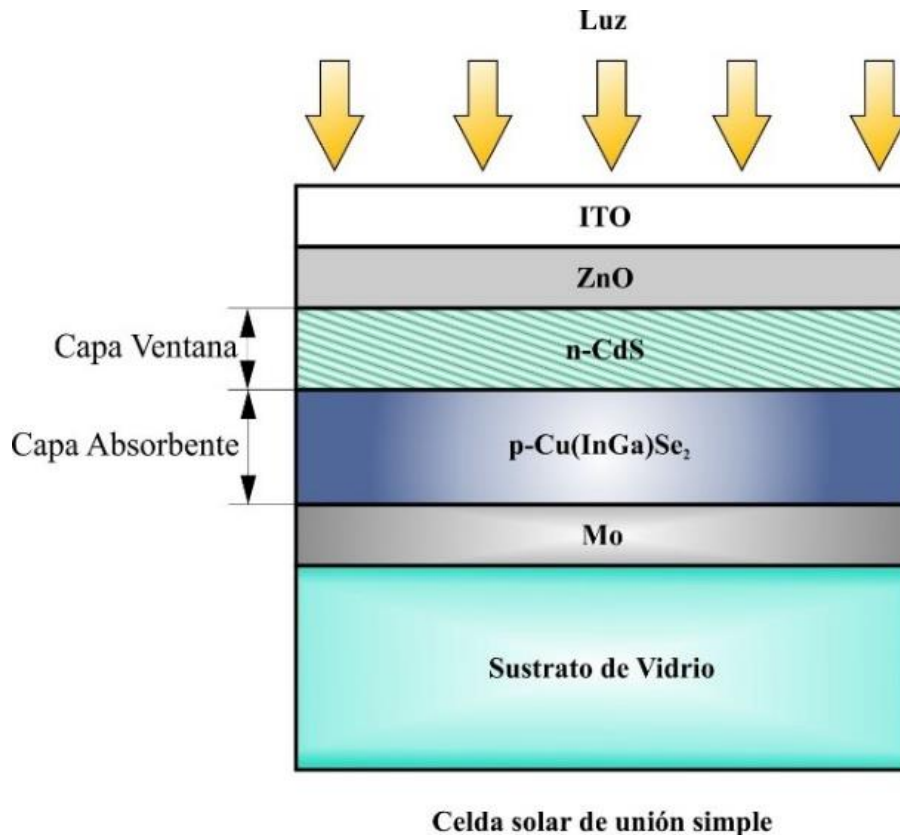 Luz
ITO
ZnO
Capa Ventana
n-CdS
Capa Absorbente
p-Cu(InGa)Se₂
Mo
Sustrato de Vidrio
Celda solar de unión simple